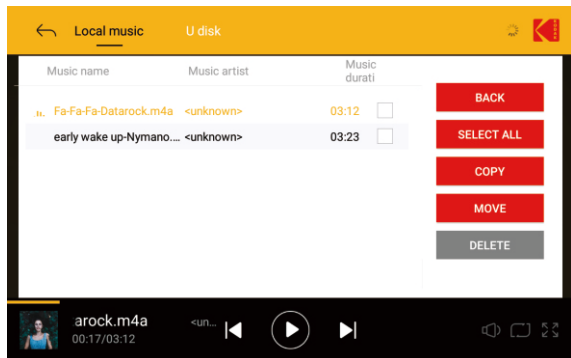 Local music
U disk
Music name
Music artist
Music
durati
Fa-Fa-Fa-Datarock.m4a
<unknown>
03:12
early wake up-Nymano....
<unknown>
03:23
BACK
SELECT ALL
COPY
MOVE
DELETE
arock.m4a
<un...
00:17/03:12